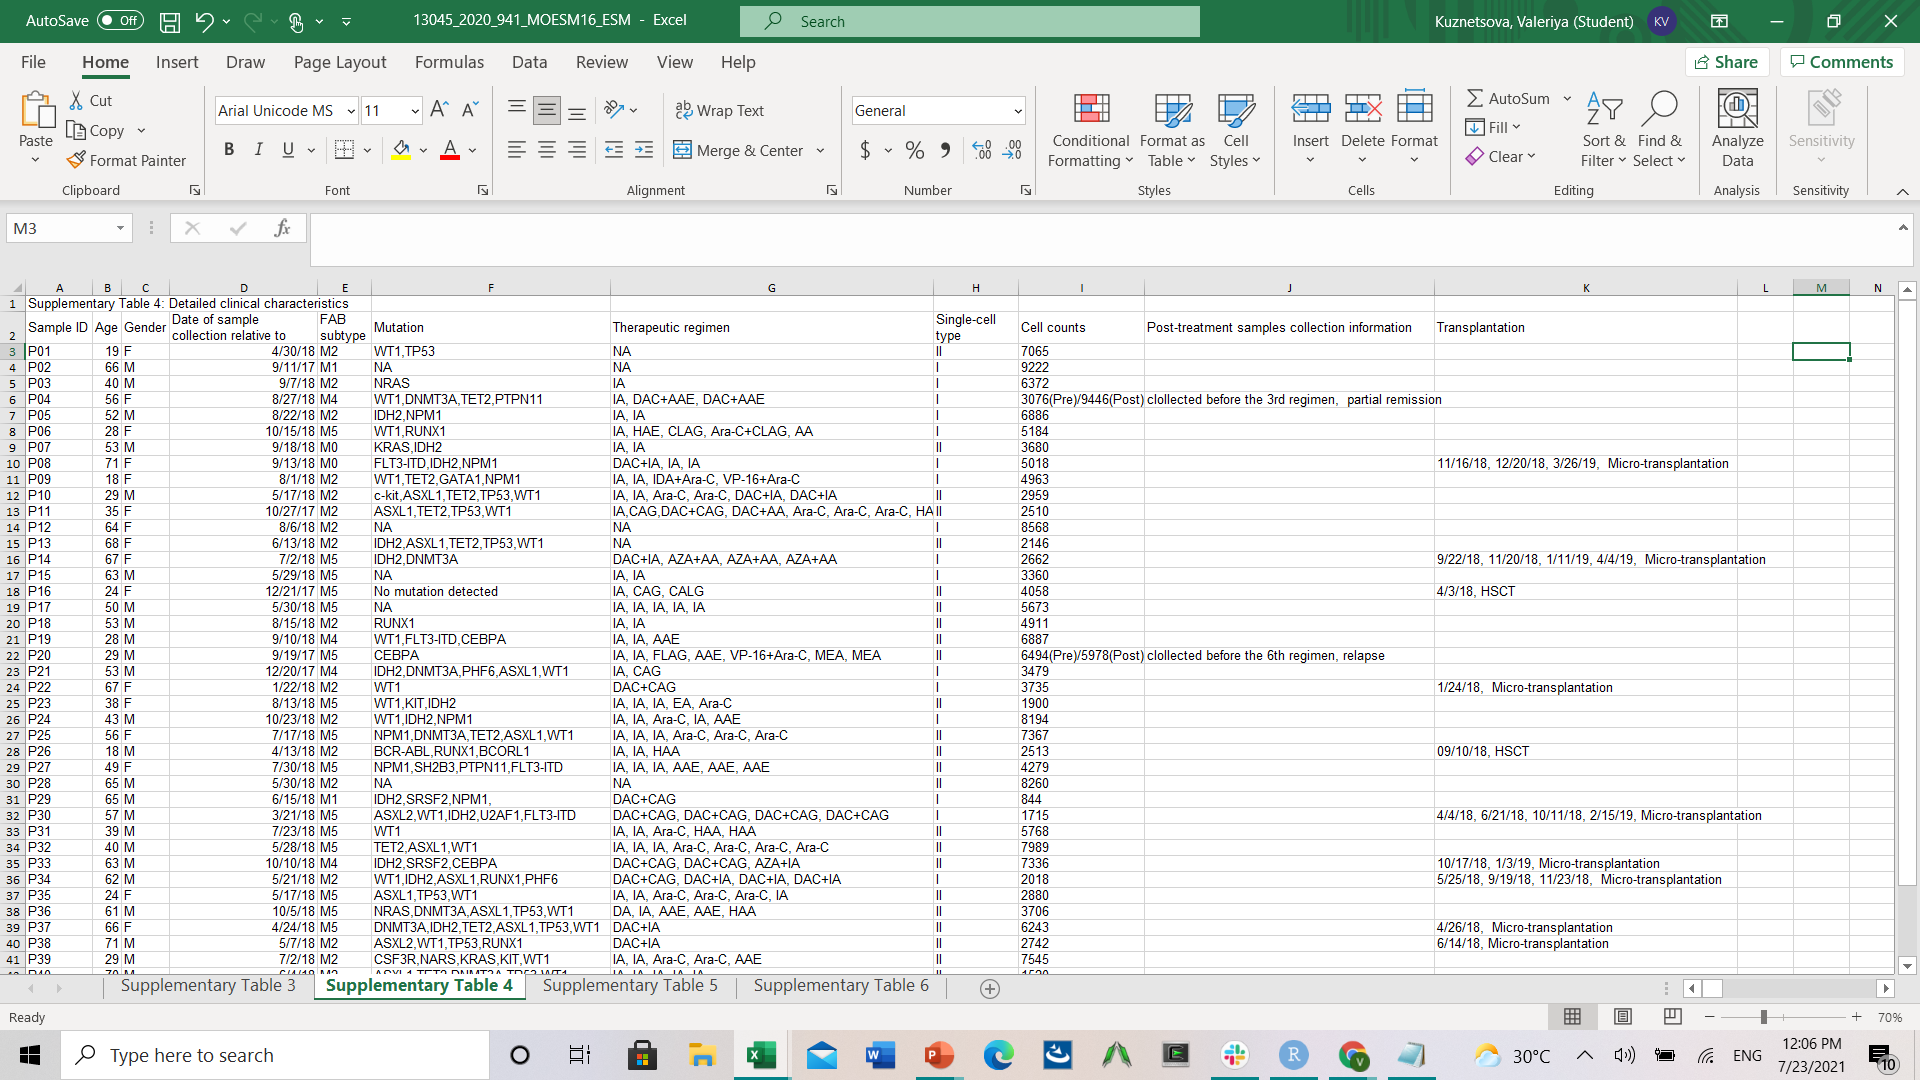 AutoSave Off 13045_2020_941_MOESM16_ESM - Excel Search Kuznetsova, Valeriya (Student) KV
File Home Insert Draw Page Layout Formulas Data Review View Help Share Comments
Paste Cut Copy Format Painter Clipboard
Arial Unicode MS 11 A A B I U A Font
ab Wrap Text Merge & Center Alignment
General $ % 9 .00 .00 Number
Conditional Formatting Format as Table Cell Styles Styles
Insert Delete Format Cells
AutoSum Fill Clear Sort & Filter Find & Select Editing
Analyze Data Analysis
Sensitivity Sensitivity
M3 fx
A B C D E F G H I J K L M N
1 Supplementary Table 4: Detailed clinical characteristics
2 Sample ID Age Gender Date of sample collection relative to FAB subtype Mutation Therapeutic regimen Single-cell type Cell counts Post-treatment samples collection information Transplantation
3 P01 19 F 4/30/18 M2 WT1,TP53 NA II 7065
4 P02 66 M 9/11/17 M1 NA NA I 9222
5 P03 40 M 9/7/18 M2 NRAS IA I 6372
6 P04 56 F 8/27/18 M4 WT1,DNMT3A,TET2,PTPN11 IA, DAC+AAE, DAC+AAE I 3076(Pre)/9446(Post) clollected before the 3rd regimen, partial remission
7 P05 52 M 8/22/18 M2 IDH2,NPM1 IA, IA I 6886
8 P06 28 F 10/15/18 M5 WT1,RUNX1 IA, HAE, CLAG, Ara-C+CLAG, AA I 5184
9 P07 53 M 9/18/18 M0 KRAS,IDH2 IA, IA II 3680
10 P08 71 F 9/13/18 M0 FLT3-ITD,IDH2,NPM1 DAC+IA, IA, IA I 5018 11/16/18, 12/20/18, 3/26/19, Micro-transplantation
11 P09 18 F 8/1/18 M2 WT1,TET2,GATA1,NPM1 IA, IA, IDA+Ara-C, VP-16+Ara-C I 4963
12 P10 29 M 5/17/18 M2 c-kit,ASXL1,TET2,TP53,WT1 IA, IA, Ara-C, Ara-C, DAC+IA, DAC+IA II 2959
13 P11 35 F 10/27/17 M2 ASXL1,TET2,TP53,WT1 IA,CAG,DAC+CAG, DAC+AA, Ara-C, Ara-C, Ara-C, HA II 2510
14 P12 64 F 8/6/18 M2 NA NA I 8568
15 P13 68 F 6/13/18 M2 IDH2,ASXL1,TET2,TP53,WT1 NA II 2146
16 P14 67 F 7/2/18 M5 IDH2,DNMT3A DAC+IA, AZA+AA, AZA+AA, AZA+AA I 2662 9/22/18, 11/20/18, 1/11/19, 4/4/19, Micro-transplantation
17 P15 63 M 5/29/18 M5 NA IA, IA I 3360
18 P16 24 F 12/21/17 M5 No mutation detected IA, CAG, CALG II 4058 4/3/18, HSCT
19 P17 50 M 5/30/18 M5 NA IA, IA, IA, IA, IA II 5673
20 P18 53 M 8/15/18 M2 RUNX1 IA, IA II 4911
21 P19 28 M 9/10/18 M4 WT1,FLT3-ITD,CEBPA IA, IA, AAE II 6887
22 P20 29 M 9/19/17 M5 CEBPA IA, IA, FLAG, AAE, VP-16+Ara-C, MEA, MEA II 6494(Pre)/5978(Post) clollected before the 6th regimen, relapse
23 P21 53 M 12/20/17 M4 IDH2,DNMT3A,PHF6,ASXL1,WT1 IA, CAG I 3479
24 P22 67 F 1/22/18 M2 WT1 DAC+CAG I 3735 1/24/18, Micro-transplantation
25 P23 38 F 8/13/18 M5 WT1,KIT,IDH2 IA, IA, IA, EA, Ara-C II 1900
26 P24 43 M 10/23/18 M2 WT1,IDH2,NPM1 IA, IA, Ara-C, IA, AAE I 8194
27 P25 56 F 7/17/18 M5 NPM1,DNMT3A,TET2,ASXL1,WT1 IA, IA, IA, Ara-C, Ara-C, Ara-C II 7367
28 P26 18 M 4/13/18 M2 BCR-ABL,RUNX1,BCORL1 IA, IA, HAA II 2513 09/10/18, HSCT
29 P27 49 F 7/30/18 M5 NPM1,SH2B3,PTPN11,FLT3-ITD IA, IA, IA, AAE, AAE, AAE II 4279
30 P28 65 M 5/30/18 M2 NA NA II 8260
31 P29 65 M 6/15/18 M1 IDH2,SRSF2,NPM1, DAC+CAG I 844
32 P30 57 M 3/21/18 M5 ASXL2,WT1,IDH2,U2AF1,FLT3-ITD DAC+CAG, DAC+CAG, DAC+CAG, DAC+CAG I 1715 4/4/18, 6/21/18, 10/11/18, 2/15/19, Micro-transplantation
33 P31 39 M 7/23/18 M5 WT1 IA, IA, Ara-C, HAA, HAA II 5768
34 P32 40 M 5/28/18 M5 TET2,ASXL1,WT1 IA, IA, IA, Ara-C, Ara-C, Ara-C, Ara-C II 7989
35 P33 63 M 10/10/18 M4 IDH2,SRSF2,CEBPA DAC+CAG, DAC+CAG, AZA+IA II 7336 10/17/18, 1/3/19, Micro-transplantation
36 P34 62 M 5/21/18 M2 WT1,IDH2,ASXL1,RUNX1,PHF6 DAC+CAG, DAC+IA, DAC+IA, DAC+IA I 2018 5/25/18, 9/19/18, 11/23/18, Micro-transplantation
37 P35 24 F 5/17/18 M5 ASXL1,TP53,WT1 IA, IA, Ara-C, Ara-C, Ara-C, IA II 2880
38 P36 61 M 10/5/18 M5 NRAS,DNMT3A,ASXL1,TP53,WT1 DA, IA, AAE, AAE, HAA II 3706
39 P37 66 F 4/24/18 M5 DNMT3A,IDH2,TET2,ASXL1,TP53,WT1 DAC+IA II 6243 4/26/18, Micro-transplantation
40 P38 71 M 5/7/18 M2 ASXL2,WT1,TP53,RUNX1 DAC+IA II 2742 6/14/18, Micro-transplantation
41 P39 29 M 7/2/18 M2 CSF3R,NARS,KRAS,KIT,WT1 IA, IA, Ara-C, Ara-C, AAE II 7545
Supplementary Table 3 Supplementary Table 4 Supplementary Table 5 Supplementary Table 6
Ready 70%
Type here to search 30°C ENG 12:06 PM 7/23/2021 10